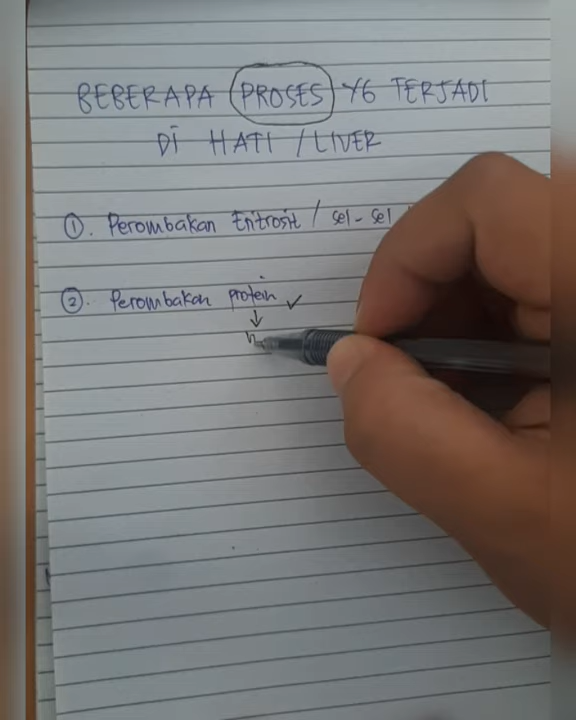 BEBERAPA PROSES YG TERJADI
DI HATI / LIVER
①. Perombakan Eritrosit / sel-sel
②. Perombakan protein ✓
↓